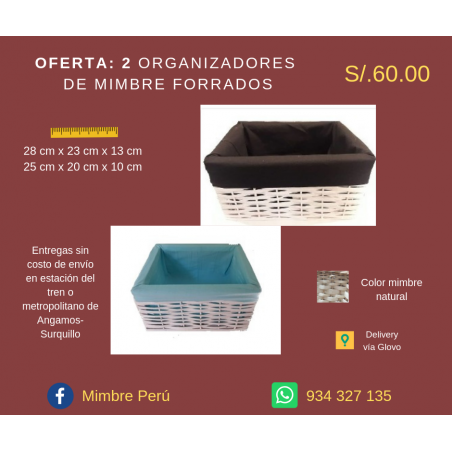 OFERTA: 2 ORGANIZADORES
DE MIMBRE FORRADOS
S/.60.00
28 cm x 23 cm x 13 cm
25 cm x 20 cm x 10 cm
Entregas sin
costo de envío
en estación del
tren o
metropolitano de
Angamos-
Surquillo
Color mimbre
natural
Delivery
vía Glovo
Mimbre Perú
934 327 135